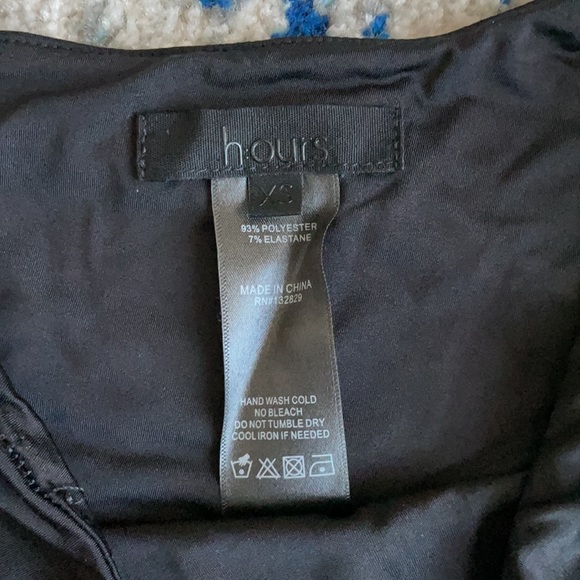 h:ours
XS
93% POLYESTER
7% ELASTANE
MADE IN CHINA
RN#132829
HAND WASH COLD
NO BLEACH
DO NOT TUMBLE DRY
COOL IRON IF NEEDED